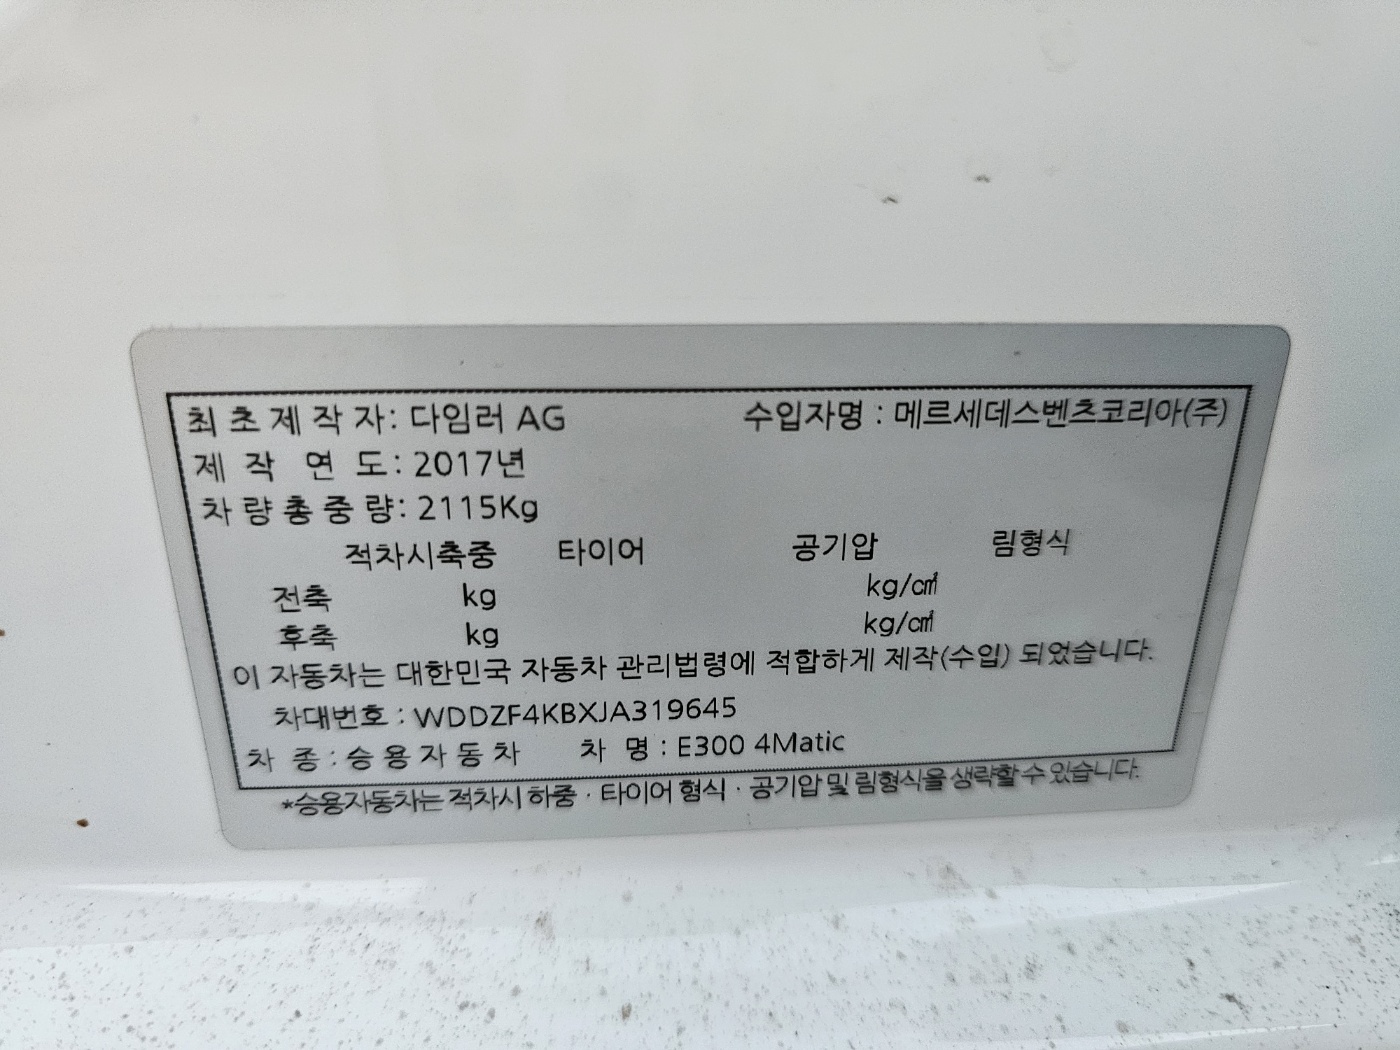 최초제작자: 다임러 AG 수입자명 : 메르세데스벤츠코리아(주)
제 작 연 도: 2017년
차량총중량: 2115Kg
적차시축중 타이어 공기압 림형식
전축 kg kg/㎠
후축 kg kg/㎠
이 자동차는 대한민국 자동차 관리법령에 적합하게 제작(수입) 되었습니다.
차대번호 : WDDZF4KBXJA319645
차 종 : 승용자동차 차 명 : E300 4Matic
*승용자동차는 적차시 하중 · 타이어 형식 · 공기압 및 림형식을 생략할 수 있습니다.